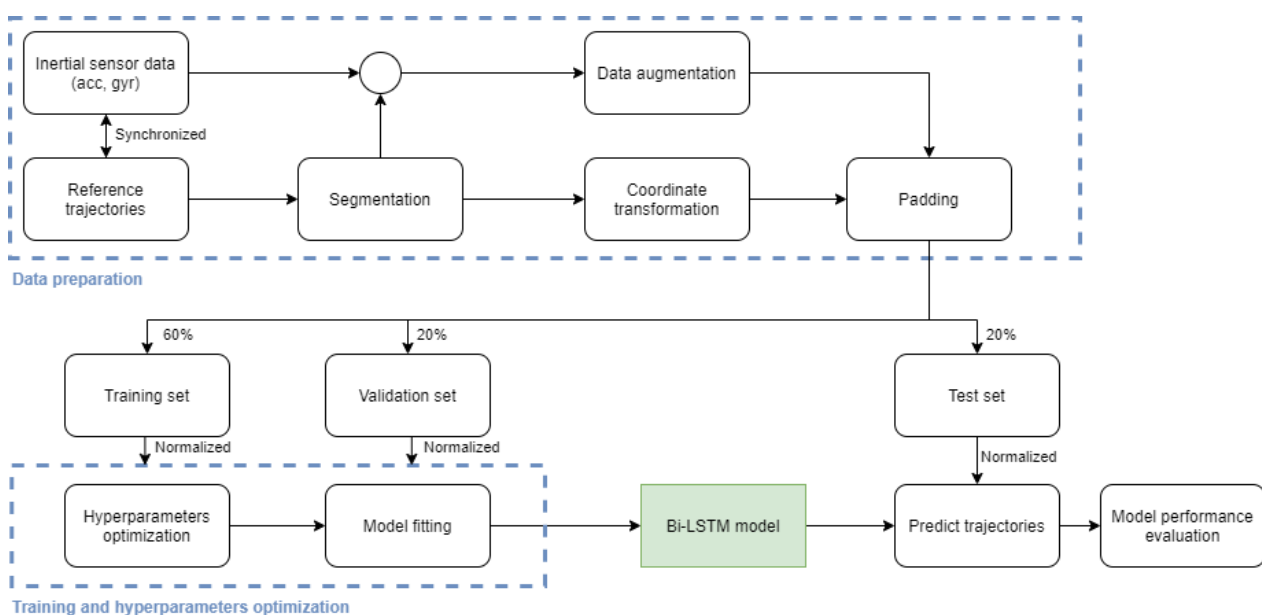 Inertial sensor data
(acc, gyr)
Data augmentation
Synchronized
Reference
trajectories
Segmentation
Coordinate
transformation
Padding
Data preparation
60%
20%
20%
Training set
Validation set
Test set
Normalized
Normalized
Normalized
Hyperparameters
optimization
Model fitting
Bi-LSTM model
Predict trajectories
Model performance
evaluation
Training and hyperparameters optimization